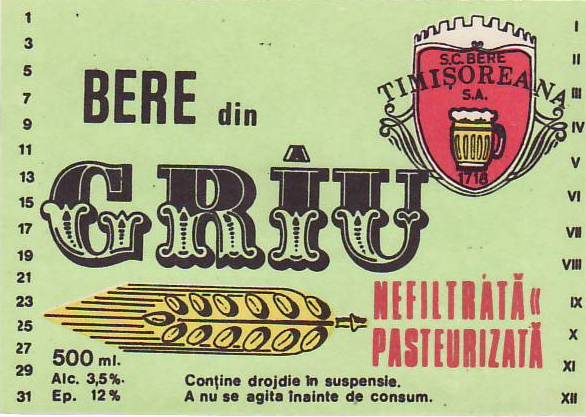 1
3
5
7
9
11
13
15
17
19
21
23
25
27
29
31
BERE din
GRÎU
S.C. BERE
TIMIȘOREANA
S.A.
1718
NEFILTRATĂ
PASTEURIZATĂ
500 ml.
Alc. 3,5%.
Ep. 12%
Conține drojdie în suspensie.
A nu se agita înainte de consum.
I
II
III
IV
V
VI
VII
VIII
IX
X
XI
XII